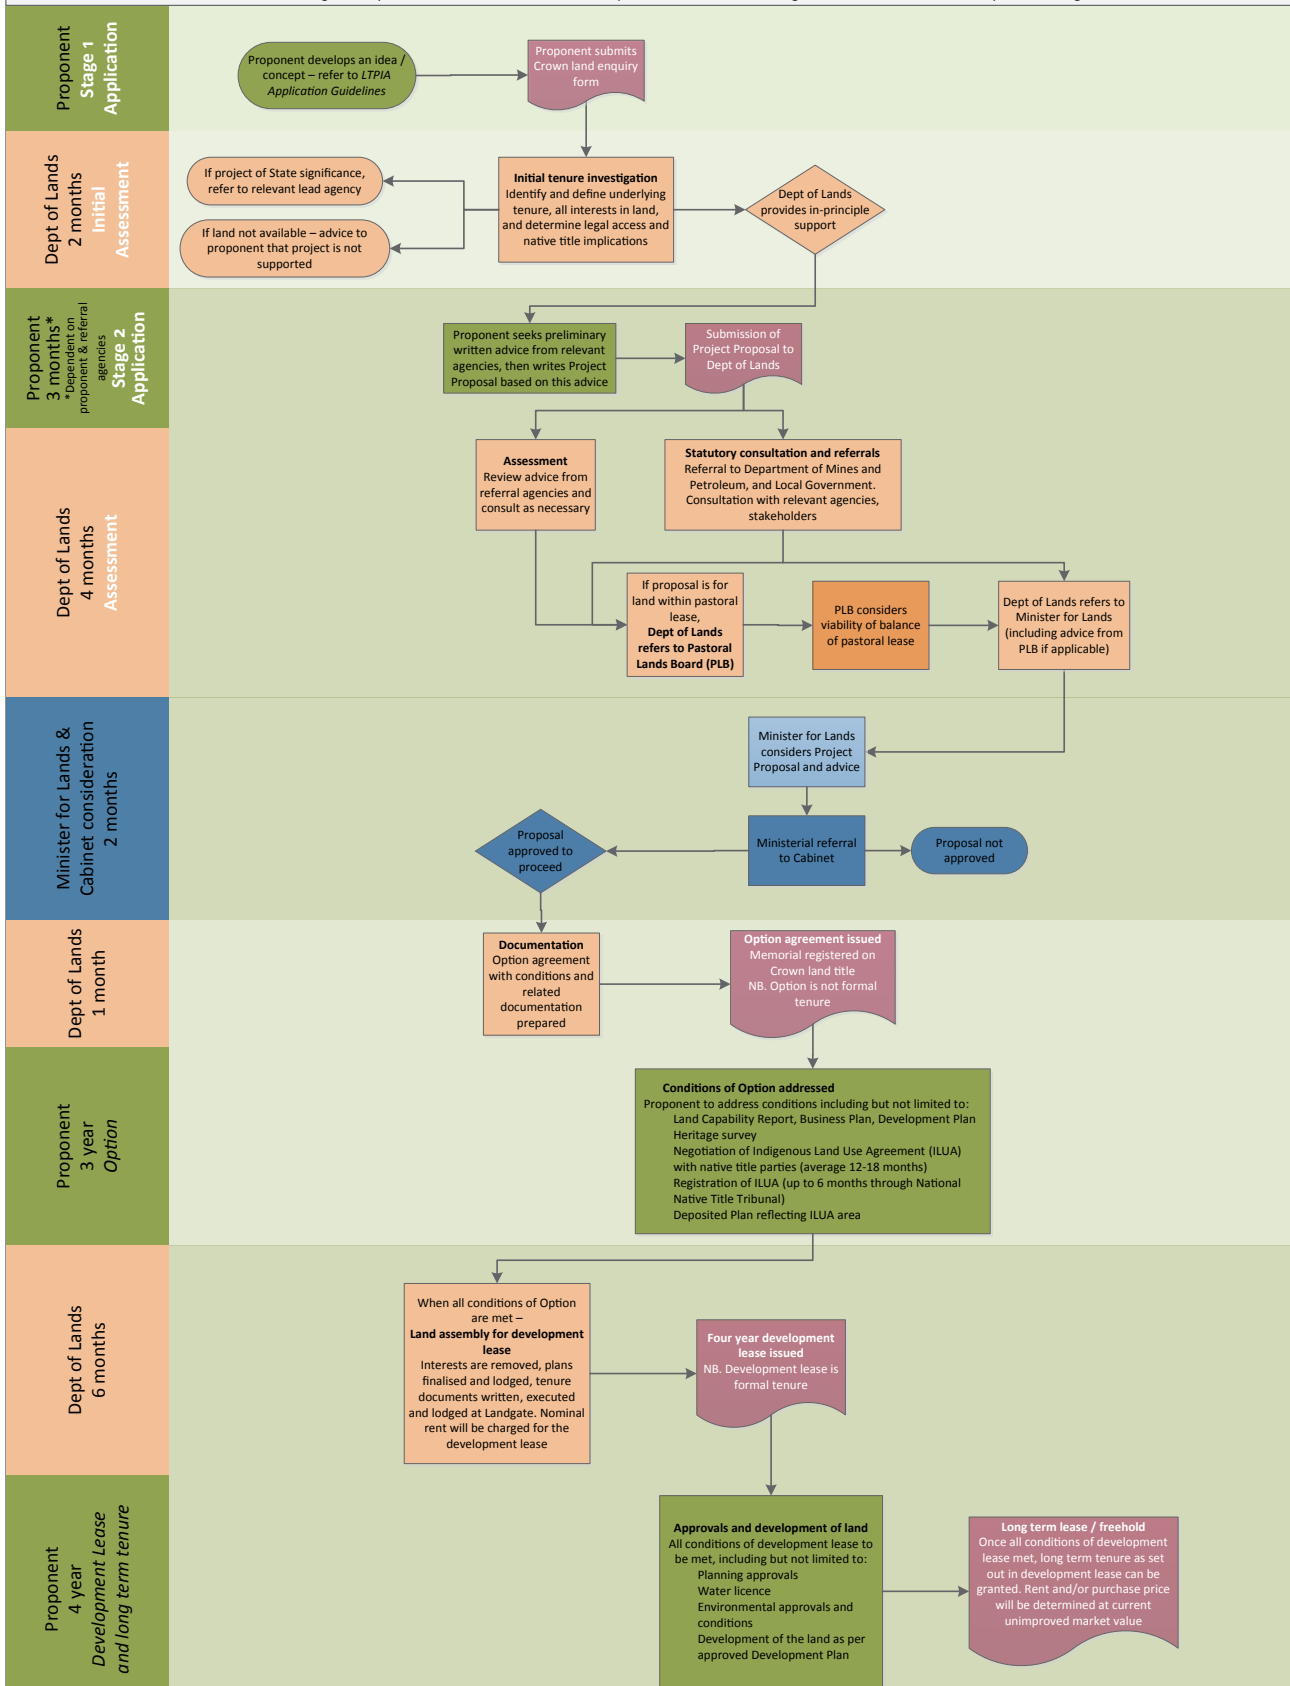 Proponent
Stage 1
Application
Proponent develops an idea /
concept – refer to LTPIA
Application Guidelines
Proponent submits
Crown land enquiry
form
Dept of Lands
2 months
Initial
Assessment
If project of State significance,
refer to relevant lead agency
If land not available – advice to
proponent that project is not
supported
Initial tenure investigation
Identify and define underlying
tenure, all interests in land,
and determine legal access and
native title implications
Dept of Lands
provides in-principle
support
Proponent
3 months*
*Dependent on
proponent & referral
agencies
Stage 2
Application
Proponent seeks preliminary
written advice from relevant
agencies, then writes Project
Proposal based on this advice
Submission of
Project Proposal to
Dept of Lands
Dept of Lands
4 months
Assessment
Assessment
Review advice from
referral agencies and
consult as necessary
Statutory consultation and referrals
Referral to Department of Mines and
Petroleum, and Local Government.
Consultation with relevant agencies,
stakeholders
If proposal is for
land within pastoral
lease,
Dept of Lands
refers to Pastoral
Lands Board (PLB)
PLB considers
viability of balance
of pastoral lease
Dept of Lands refers to
Minister for Lands
(including advice from
PLB if applicable)
Minister for Lands &
Cabinet consideration
2 months
Minister for Lands
considers Project
Proposal and advice
Proposal
approved to
proceed
Ministerial referral
to Cabinet
Proposal not
approved
Dept of Lands
1 month
Documentation
Option agreement
with conditions and
related
documentation
prepared
Option agreement issued
Memorial registered on
Crown land title
NB. Option is not formal
tenure
Proponent
3 year
Option
Conditions of Option addressed
Proponent to address conditions including but not limited to:
Land Capability Report, Business Plan, Development Plan
Heritage survey
Negotiation of Indigenous Land Use Agreement (ILUA)
with native title parties (average 12-18 months)
Registration of ILUA (up to 6 months through National
Native Title Tribunal)
Deposited Plan reflecting ILUA area
Dept of Lands
6 months
When all conditions of Option
are met –
Land assembly for development
lease
Interests are removed, plans
finalised and lodged, tenure
documents written, executed
and lodged at Landgate. Nominal
rent will be charged for the
development lease
Four year development
lease issued
NB. Development lease is
formal tenure
Proponent
4 year
Development Lease
and long term tenure
Approvals and development of land
All conditions of development lease to
be met, including but not limited to:
Planning approvals
Water licence
Environmental approvals and
conditions
Development of the land as per
approved Development Plan
Long term lease / freehold
Once all conditions of development
lease met, long term tenure as set
out in development lease can be
granted. Rent and/or purchase price
will be determined at current
unimproved market value